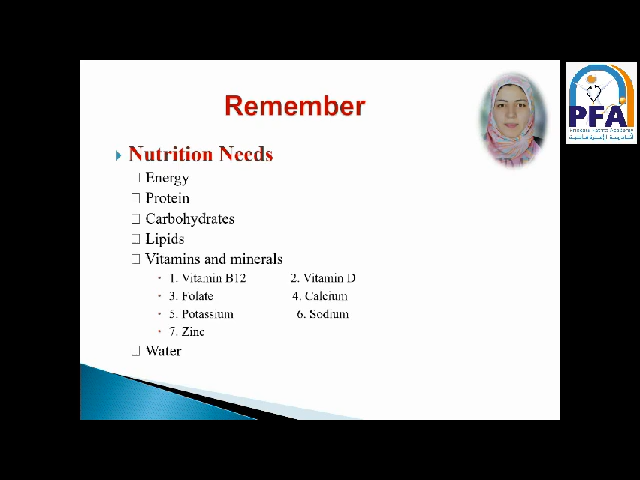 Remember
PFA
Nutrition Needs
Energy
Protein
Carbohydrates
Lipids
Vitamins and minerals
1. Vitamin B12 2. Vitamin D
3. Folate 4. Calcium
5. Potassium 6. Sodium
7. Zinc
Water